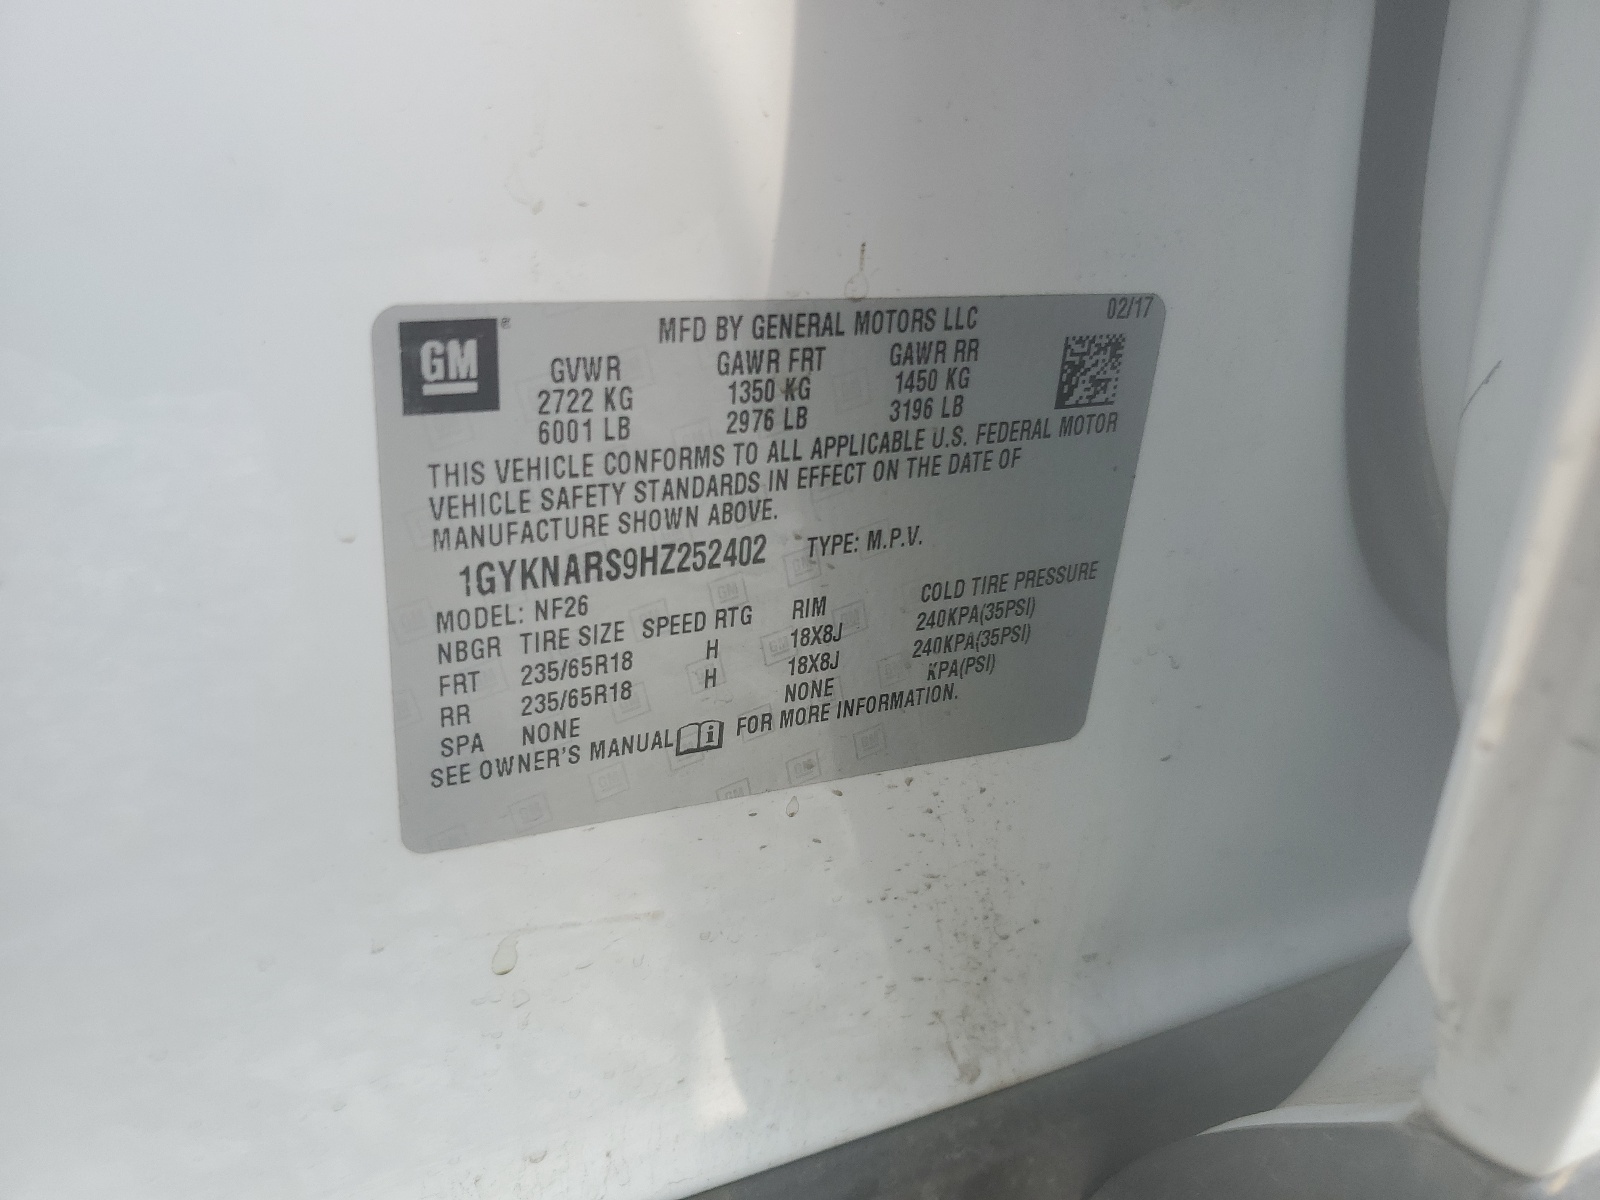 GM ®
MFD BY GENERAL MOTORS LLC 02/17
GVWR GAWR FRT GAWR RR
2722 KG 1350 KG 1450 KG
6001 LB 2976 LB 3196 LB
THIS VEHICLE CONFORMS TO ALL APPLICABLE U.S. FEDERAL MOTOR
VEHICLE SAFETY STANDARDS IN EFFECT ON THE DATE OF
MANUFACTURE SHOWN ABOVE.
1GYKNARS9HZ252402 TYPE: M.P.V.
MODEL: NF26
NBGR TIRE SIZE SPEED RTG RIM COLD TIRE PRESSURE
FRT 235/65R18 H 18X8J 240KPA(35PSI)
RR 235/65R18 H 18X8J 240KPA(35PSI)
SPA NONE NONE KPA(PSI)
SEE OWNER'S MANUAL FOR MORE INFORMATION.